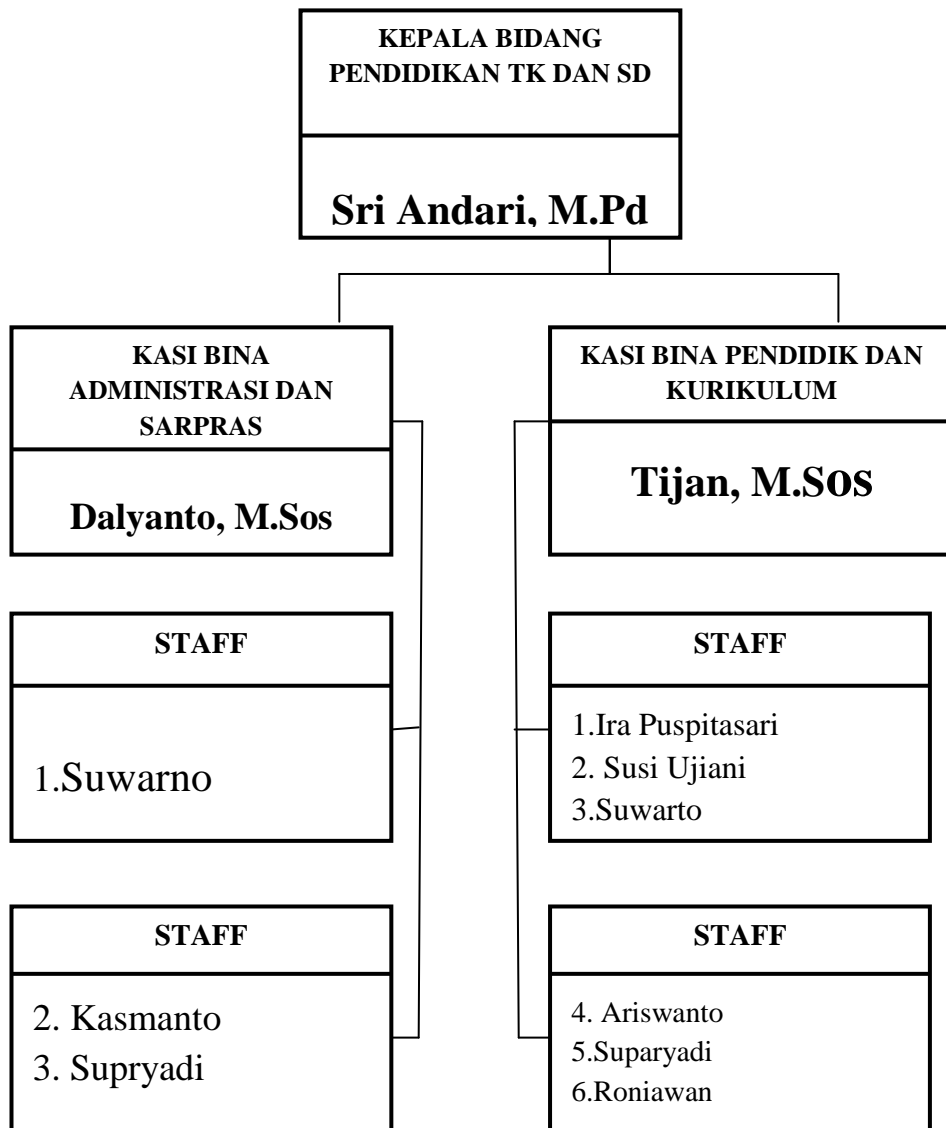 KEPALA BIDANG
PENDIDIKAN TK DAN SD
Sri Andari, M.Pd
KASI BINA
ADMINISTRASI DAN
SARPRAS
Dalyanto, M.Sos
KASI BINA PENDIDIK DAN
KURIKULUM
Tijan, M.Sos
STAFF
1.Suwarno
STAFF
1.Ira Puspitasari
2. Susi Ujiani
3.Suwarto
STAFF
2. Kasmanto
3. Supryadi
STAFF
4. Ariswanto
5.Suparyadi
6.Roniawan